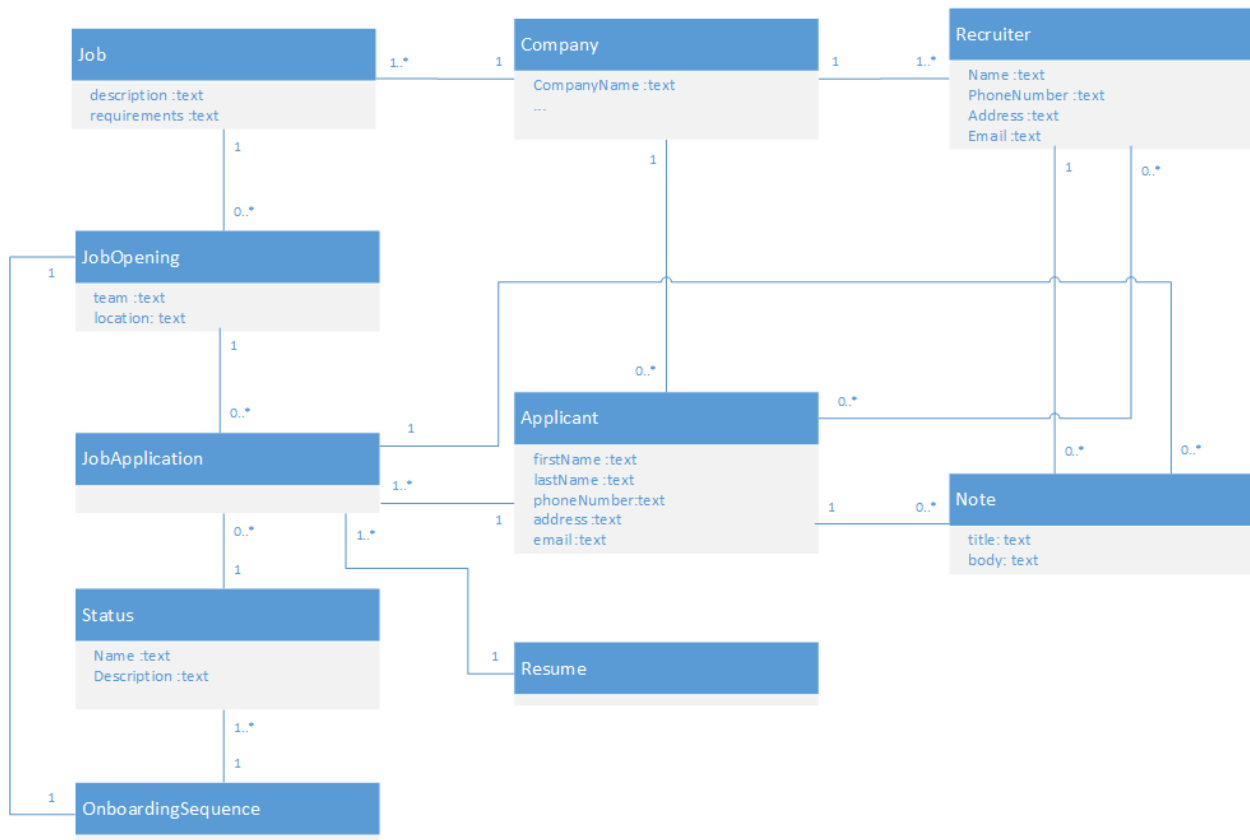 Job
description :text
requirements :text
1..*
1
Company
CompanyName :text
...
1
1..*
Recruiter
Name :text
PhoneNumber :text
Address :text
Email :text
1
0..*
1
1
0..*
JobOpening
team :text
location: text
1
1
0..*
0..*
0..*
JobApplication
1
1..*
1
Applicant
firstName :text
lastName :text
phoneNumber:text
address :text
email :text
0..*
0..*
1
0..*
Note
title: text
body: text
0..*
1
1..*
Status
Name :text
Description :text
1
Resume
1..*
1
1
OnboardingSequence